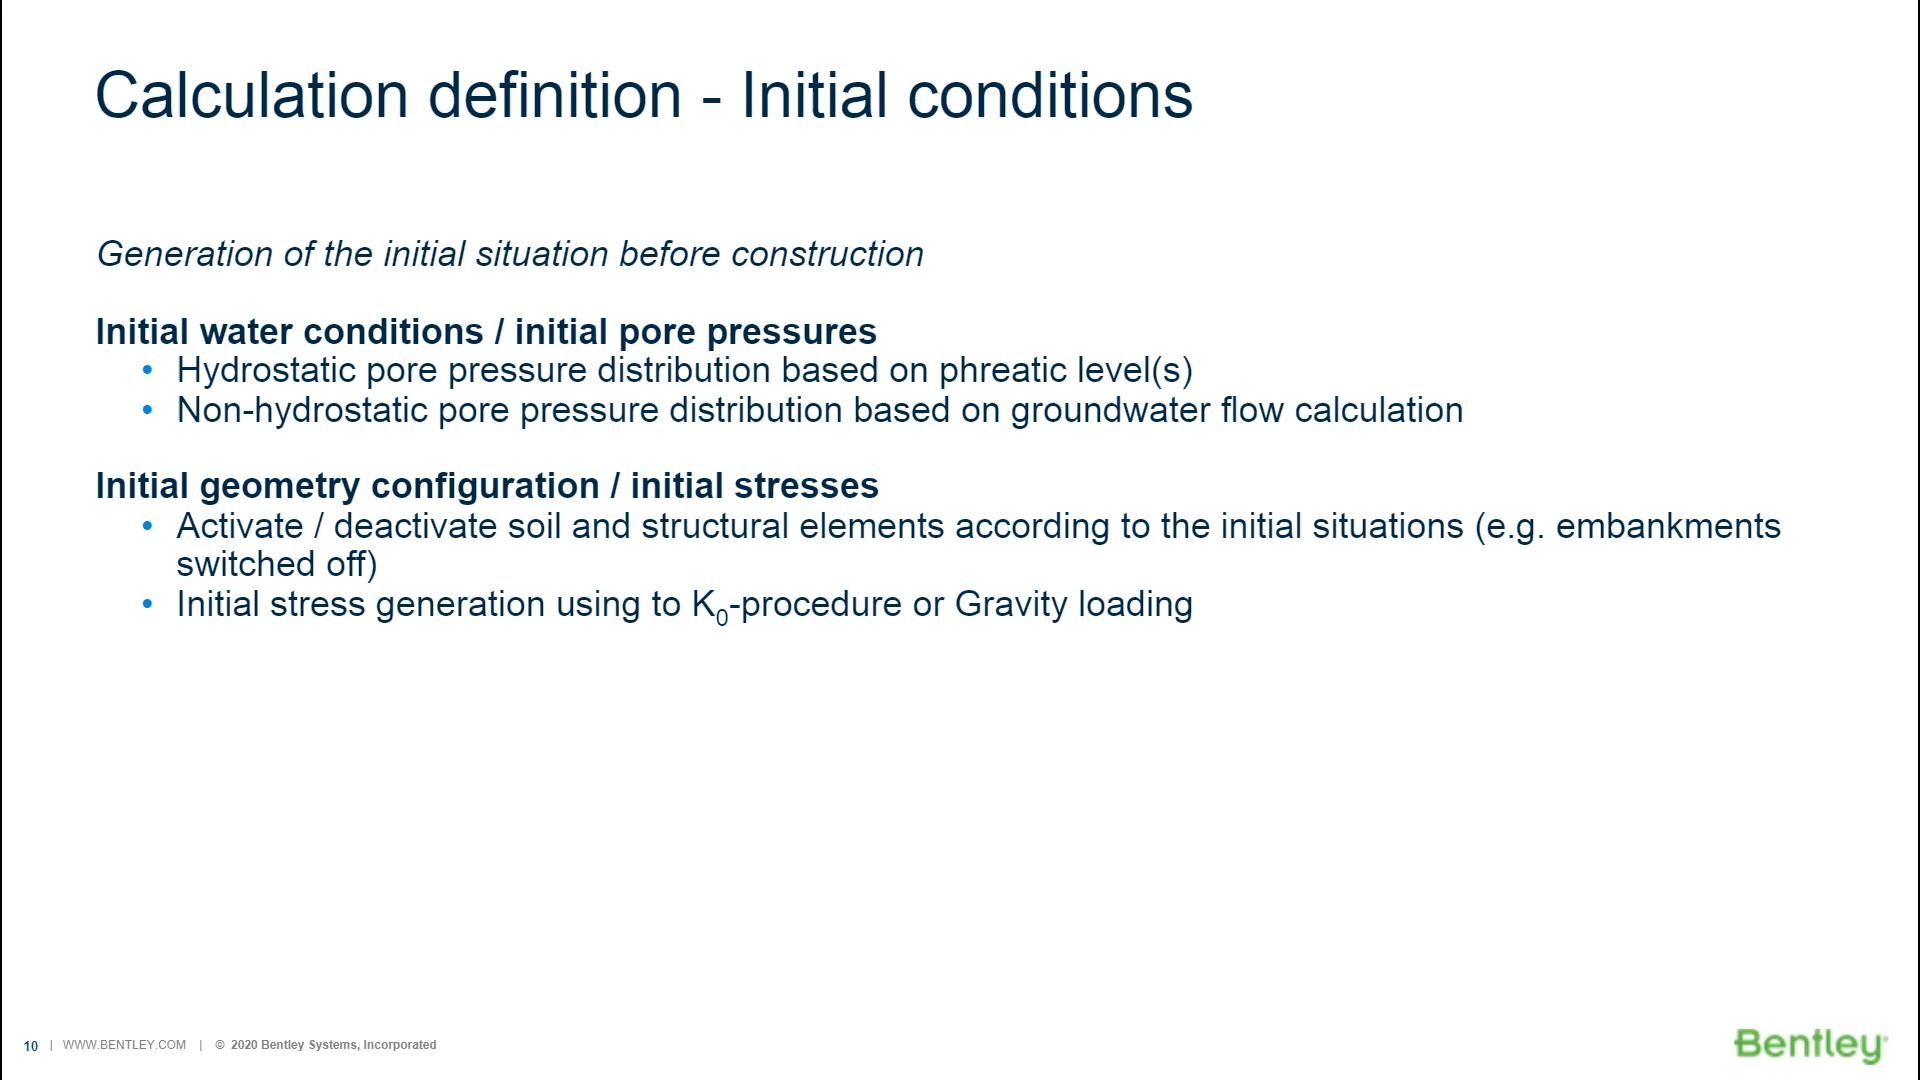 Calculation definition - Initial conditions
Generation of the initial situation before construction
Initial water conditions / initial pore pressures
• Hydrostatic pore pressure distribution based on phreatic level(s)
• Non-hydrostatic pore pressure distribution based on groundwater flow calculation
Initial geometry configuration / initial stresses
• Activate / deactivate soil and structural elements according to the initial situations (e.g. embankments
switched off)
• Initial stress generation using to K0-procedure or Gravity loading
10 | WWW.BENTLEY.COM | © 2020 Bentley Systems, Incorporated
Bentley®